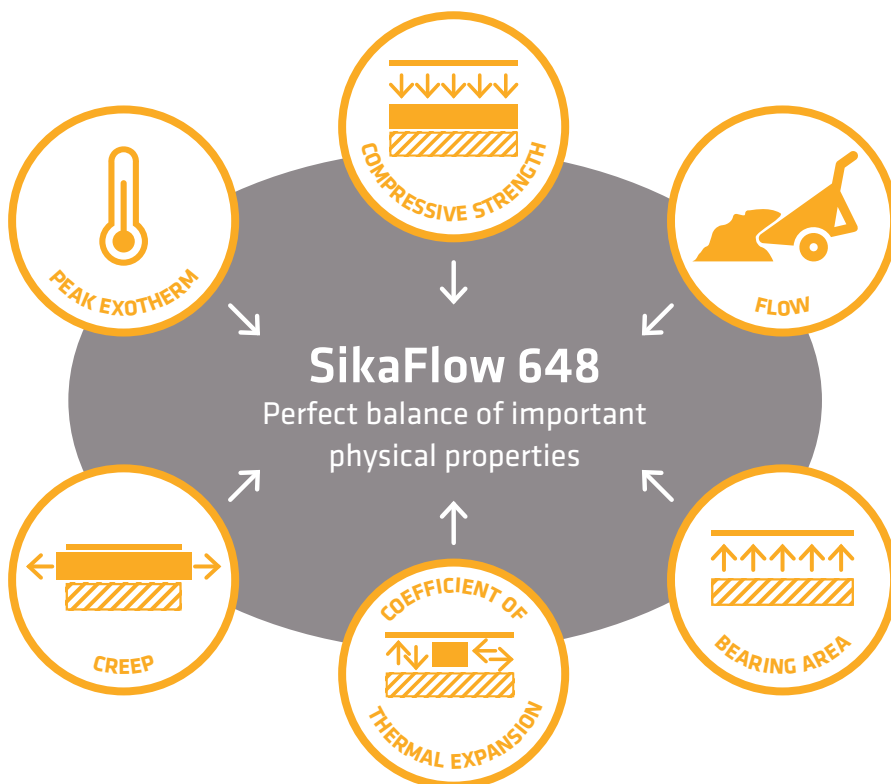 COMPRESSIVE STRENGTH
PEAK EXOTHERM
FLOW
SikaFlow 648
Perfect balance of important
physical properties
CREEP
COEFFICIENT OF
THERMAL EXPANSION
BEARING AREA